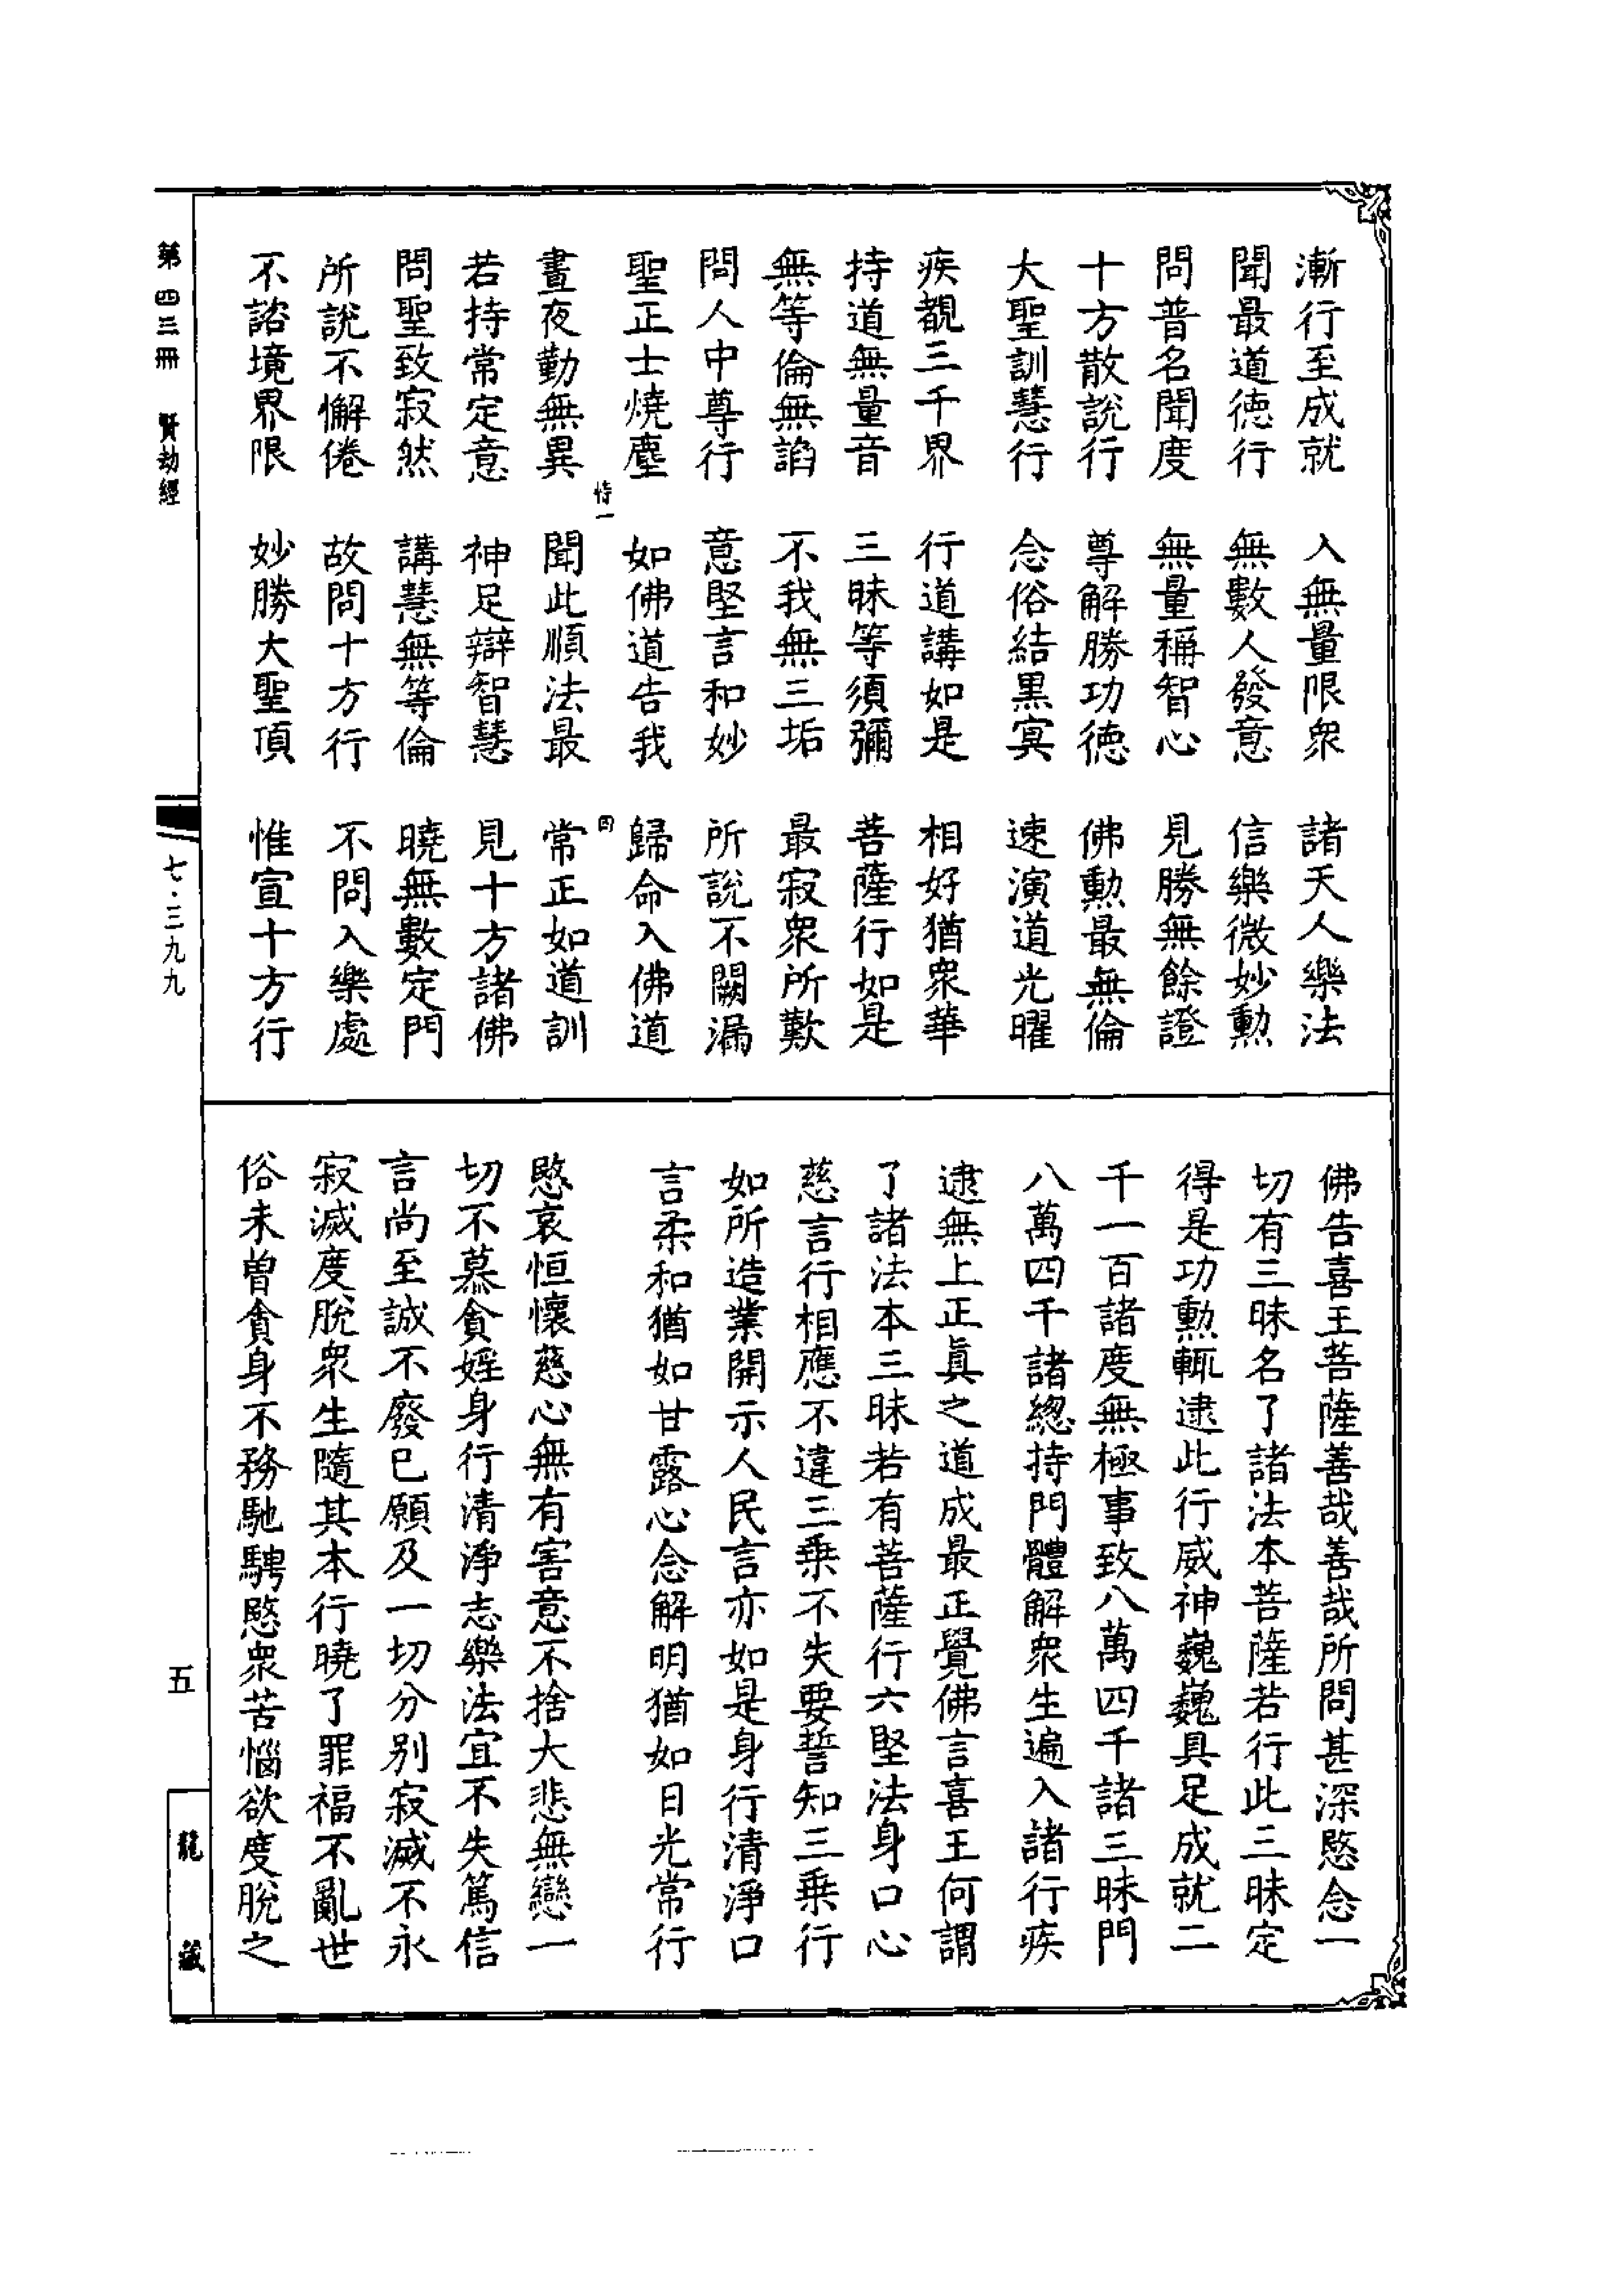 漸行至成就　入無量限衆　諸天人樂法
聞最道德行　無數人發意　信樂微妙勲
問普名聞度　無量稱智心　見勝無餘證
十方散說行　尊解勝功德　佛勲最無倫
大聖訓慧行　念俗結黒冥　速演道光曜
疾覩三千界　行道講如是　相好猶衆華
持道無量音　三昧等須彌　菩薩行如是
無等倫無諂　不我無三垢　最寂衆所歎
問人中尊行　意堅言和妙　所說不闕漏
聖正士燒塵　如佛道告我　歸命入佛道
恃一　四
晝夜勤無異　聞此順法最　常正如道訓
若持常定意　神足辯智慧　見十方諸佛
問聖致寂然　講慧無等倫　曉無數定門
所說不懈倦　故問十方行　不問入樂處
不諮境界限　妙勝大聖頂　惟宣十方行
佛告喜王菩薩善哉善哉所問甚深愍念一
切有三昧名了諸法本菩薩若行此三昧定
得是功勲輒逮此行威神巍巍具足成就二
千一百諸度無極事致八萬四千諸三昧門
八萬四千諸總持門體解衆生遍入諸行疾
逮無上正眞之道成最正覺佛言喜王何謂
了諸法本三昧若有菩薩行六堅法身口心
慈言行相應不違三乗不失要誓知三乗行
如所造業開示人民言亦如是身行清淨口
言柔和猶如甘露心念解明猶如日光常行
愍哀恒懷慈心無有害意不捨大悲無戀一
切不慕貪婬身行清淨志樂法宜不失篤信
言尚至誠不廢已願及一切分別寂滅不永
寂滅度脫衆生隨其本行曉了罪福不亂世
俗未曾貪身不務馳騁愍衆苦惱欲度脫之
第四三冊　賢劫經
七·三九九
五
龍藏